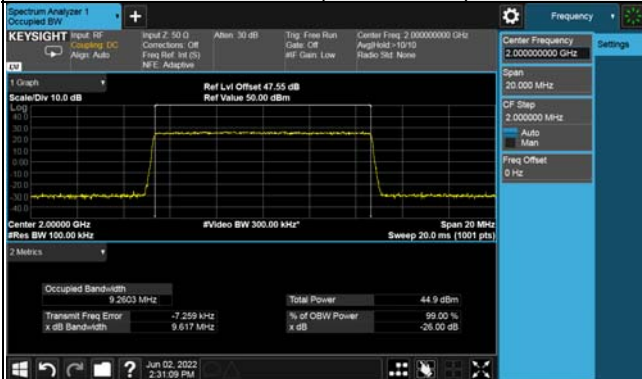 Spectrum Analyzer 1
Occupied BW
+
Frequency
KEYSIGHT
Input: RF
Coupling: DC
Align: Auto
Input Z: 50 Ω
Corrections: Off
Freq Ref: Int (S)
NFE: Adaptive
Atten: 30 dB
Trig: Free Run
Gate: Off
#IF Gain: Low
Center Freq: 2.000000000 GHz
Avg|Hold:>10/10
Radio Std: None
LXI
Center Frequency
2.000000000 GHz
Settings
Span
20.000 MHz
CF Step
2.000000 MHz
Auto
Man
Freq Offset
0 Hz
1 Graph
Scale/Div 10.0 dB
Ref Lvl Offset 47.55 dB
Ref Value 50.00 dBm
Log
40.0
30.0
20.0
10.0
0.00
-10.0
-20.0
-30.0
-40.0
Center 2.00000 GHz
#Res BW 100.00 kHz
#Video BW 300.00 kHz*
Span 20 MHz
Sweep 20.0 ms (1001 pts)
2 Metrics
Occupied Bandwidth
9.2603 MHz
Total Power
44.9 dBm
Transmit Freq Error
-7.259 kHz
% of OBW Power
99.00 %
x dB Bandwidth
9.617 MHz
x dB
-26.00 dB
?
Jun 02, 2022
2:31:09 PM